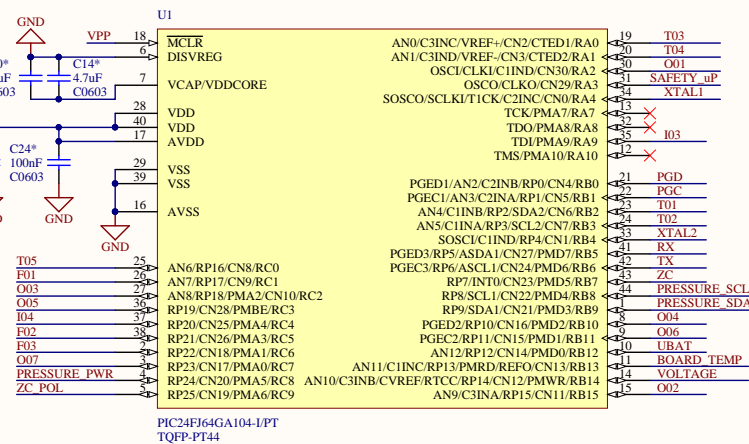 U1
GND
VPP 18 MCLR
6 DISVREG
C14*
4.7uF
C0603
7 VCAP/VDDCORE
28 VDD
40 VDD
17 AVDD
C24*
100nF
C0603
GND
29 VSS
39 VSS
16 AVSS
GND
T05 25 AN6/RP16/CN8/RC0
F01 26 AN7/RP17/CN9/RC1
O03 27 AN8/RP18/PMA2/CN10/RC2
O05 36 RP19/CN28/PMBE/RC3
I04 37 RP20/CN25/PMA4/RC4
F02 38 RP21/CN26/PMA3/RC5
F03 2 RP22/CN18/PMA1/RC6
O07 3 RP23/CN17/PMA0/RC7
PRESSURE_PWR 4 RP24/CN20/PMA5/RC8
ZC_POL 5 RP25/CN19/PMA6/RC9
AN0/C3INC/VREF+/CN2/CTED1/RA0 19 T03
AN1/C3IND/VREF-/CN3/CTED2/RA1 20 T04
OSCI/CLKI/C1IND/CN30/RA2 30 O01
OSCO/CLKO/CN29/RA3 31 SAFETY_uP
SOSCO/SCLKI/T1CK/C2INC/CN0/RA4 34 XTAL1
TCK/PMA7/RA7 13
TDO/PMA8/RA8 32
TDI/PMA9/RA9 35 I03
TMS/PMA10/RA10 12
PGED1/AN2/C2INB/RP0/CN4/RB0 21 PGD
PGEC1/AN3/C2INA/RP1/CN5/RB1 22 PGC
AN4/C1INB/RP2/SDA2/CN6/RB2 23 T01
AN5/C1INA/RP3/SCL2/CN7/RB3 24 T02
SOSCI/C1IND/RP4/CN1/RB4 33 XTAL2
PGED3/RP5/ASDA1/CN27/PMD7/RB5 41 RX
PGEC3/RP6/ASCL1/CN24/PMD6/RB6 42 TX
RP7/INT0/CN23/PMD5/RB7 43 ZC
RP8/SCL1/CN22/PMD4/RB8 44 PRESSURE_SCL
RP9/SDA1/CN21/PMD3/RB9 1 PRESSURE_SDA
PGED2/RP10/CN16/PMD2/RB10 8 O04
PGEC2/RP11/CN15/PMD1/RB11 9 O06
AN12/RP12/CN14/PMD0/RB12 10 UBAT
AN11/C1INC/RP13/PMRD/REFO/CN13/RB13 11 BOARD_TEMP
AN10/C3INB/CVREF/RTCC/RP14/CN12/PMWR/RB14 14 VOLTAGE
AN9/C3INA/RP15/CN11/RB15 15 O02
PIC24FJ64GA104-I/PT
TQFP-PT44